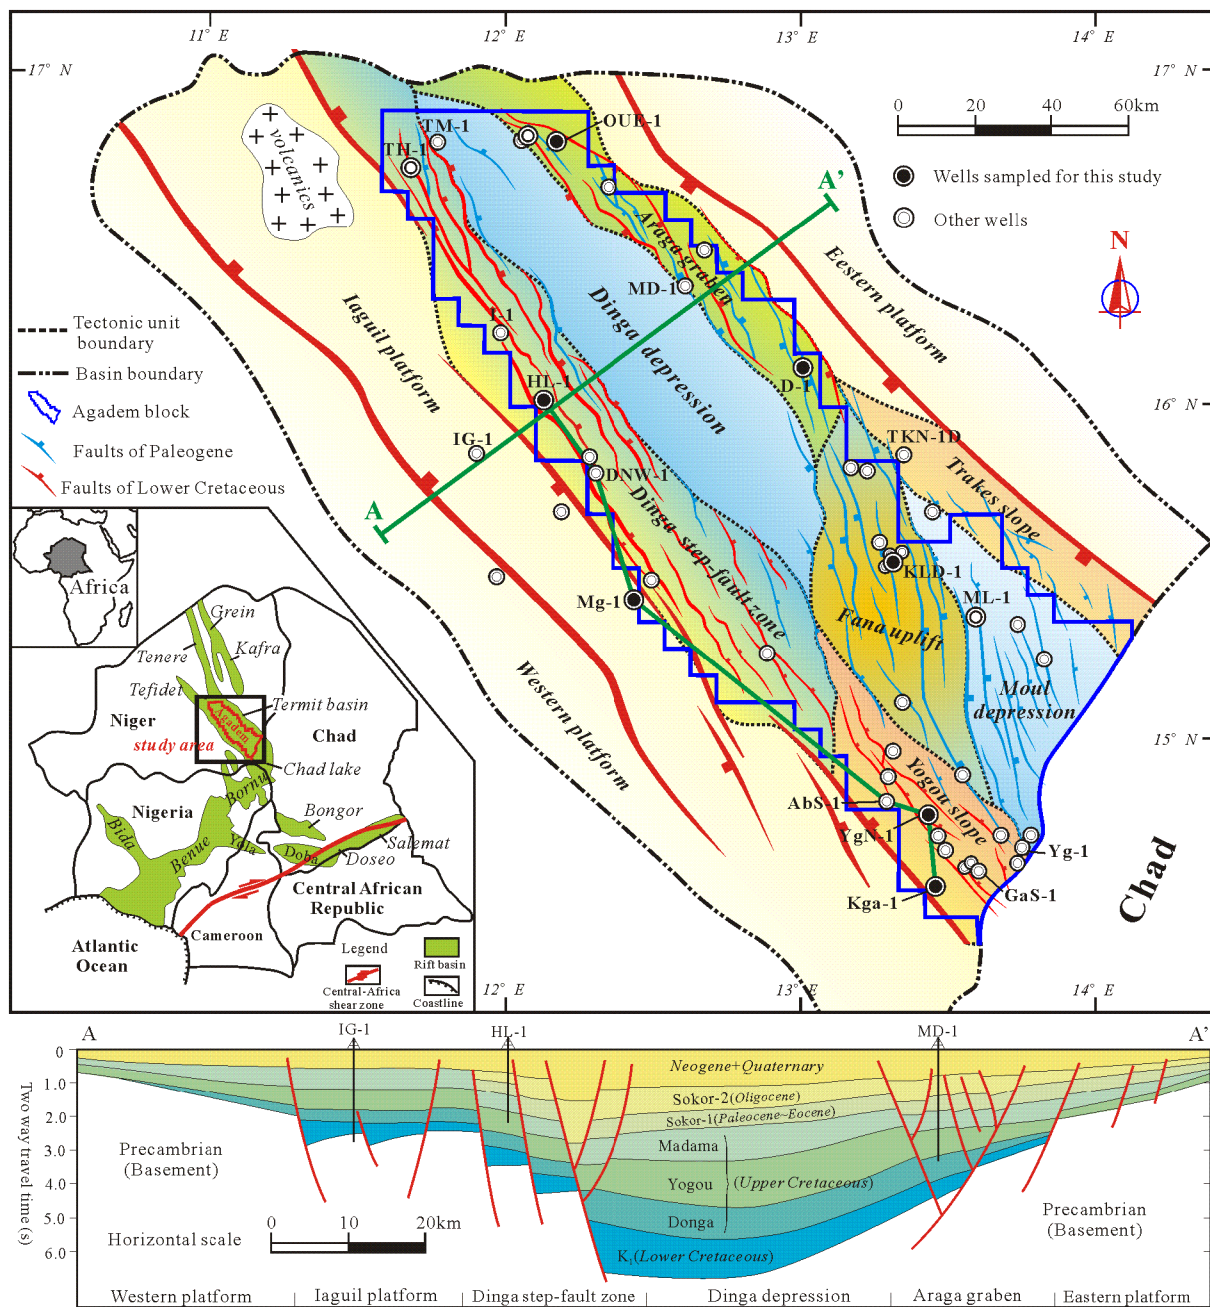 11° E
12° E
13° E
14° E
17° N
17° N
0
20
40
60km
Wells sampled for this study
Other wells
N
volcanics
TM-1
TH-1
OUE-1
A'
Araga graben
MD-1
Eestern platform
Dinga depression
Iaguil platform
1-1
HL-1
D-1
16° N
IG-1
DNW-1
TKN-1D
Trakes slope
A
Dinga step-fault zone
KLD-1
Mg-1
ML-1
Fana uplift
Moul
depression
Western platform
15° N
AbS-1
YgN-1
Yogou slope
Yg-1
GaS-1
Kga-1
Chad
12° E
13° E
14° E
Tectonic unit
boundary
Basin boundary
Agadem block
Faults of Paleogene
Faults of Lower Cretaceous
Africa
Grein
Tenere
Kafra
Tefidet
Termit basin
Agadem
Niger
study area
Chad
Chad lake
Bornu
Nigeria
Bongor
Bida
Benue
Yola
Doba
Doseo
Salemat
Central African
Republic
Cameroon
Atlantic
Ocean
Legend
Rift basin
Central-Africa
shear zone
Coastline
A
IG-1
HL-1
MD-1
A'
0
1.0
2.0
3.0
4.0
5.0
6.0
Two way travel time (s)
Neogene+Quaternary
Sokor-2(Oligocene)
Sokor-1(Paleocene~Eocene)
Madama
Yogou
(Upper Cretaceous)
Donga
K₁(Lower Cretaceous)
Precambrian
(Basement)
Precambrian
(Basement)
Horizontal scale
0
10
20km
Western platform
Iaguil platform
Dinga step-fault zone
Dinga depression
Araga graben
Eastern platform